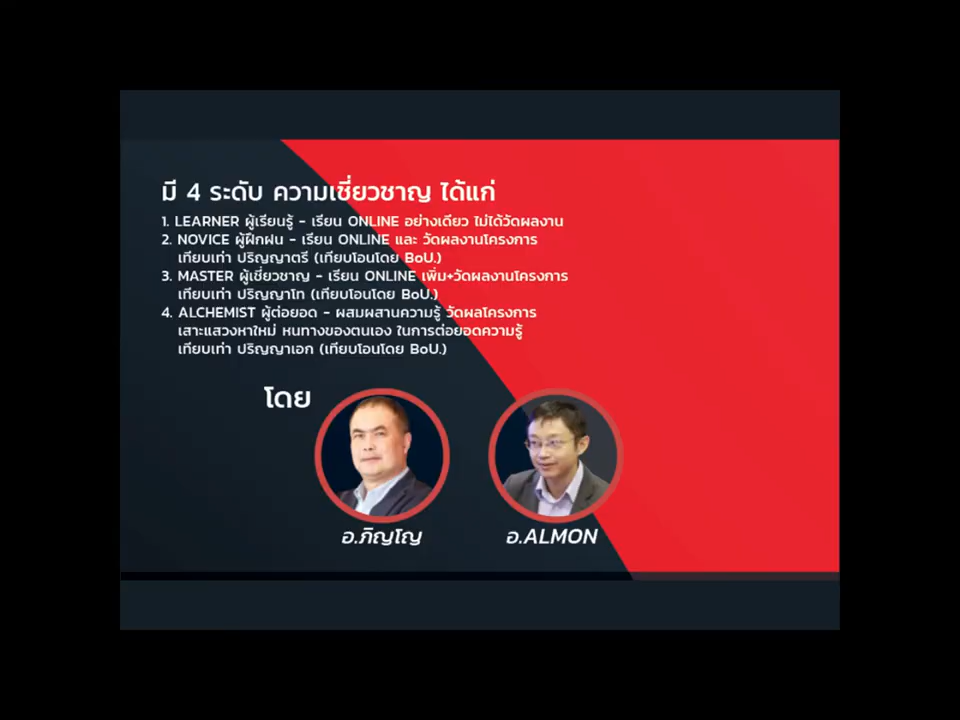 มี 4 ระดับ ความเชี่ยวชาญ ได้แก่
1. LEARNER ผู้เรียนรู้ - เรียน ONLINE อย่างเดียว ไม่ได้วัดผลงาน
2. NOVICE ผู้ฝึกฝน - เรียน ONLINE และ วัดผลงานโครงการ
เทียบเท่า ปริญญาตรี (เทียบโอนโดย BoU.)
3. MASTER ผู้เชี่ยวชาญ - เรียน ONLINE เพิ่ม+วัดผลงานโครงการ
เทียบเท่า ปริญญาโท (เทียบโอนโดย BoU.)
4. ALCHEMIST ผู้ต่อยอด - ผสมผสานความรู้ วัดผลโครงการ
เสาะแสวงหาใหม่ หนทางของตนเอง ในการต่อยอดความรู้
เทียบเท่า ปริญญาเอก (เทียบโอนโดย BoU.)
โดย
อ.ภิญโญ
อ.ALMON